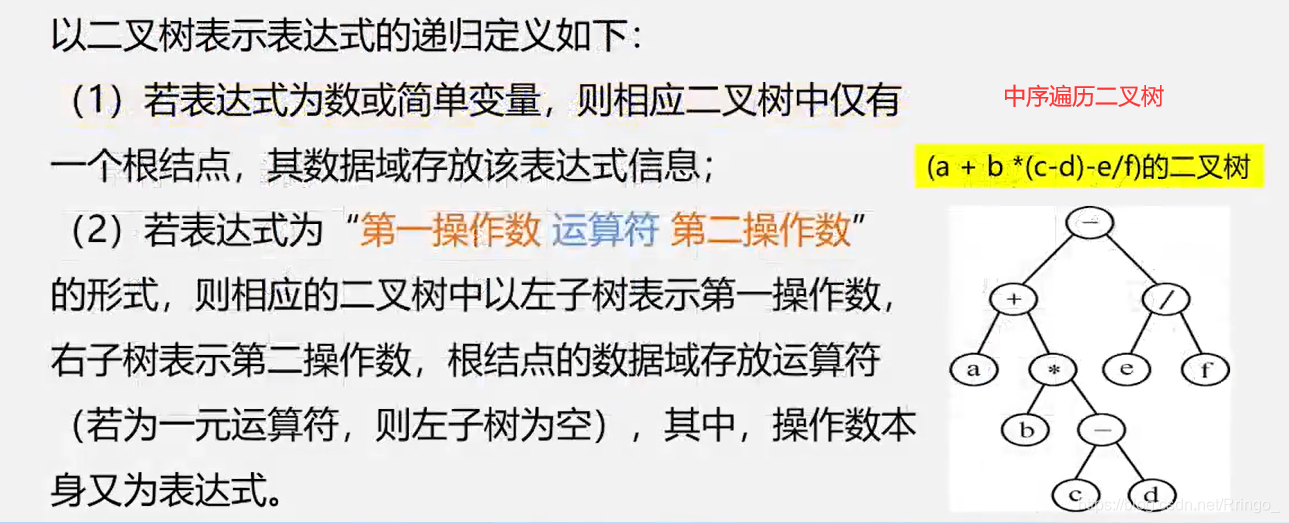 以二叉树表示表达式的递归定义如下：
（1）若表达式为数或简单变量，则相应二叉树中仅有
一个根结点，其数据域存放该表达式信息；
（2）若表达式为“第一操作数 运算符 第二操作数”
的形式，则相应的二叉树中以左子树表示第一操作数，
右子树表示第二操作数，根结点的数据域存放运算符
（若为一元运算符，则左子树为空），其中，操作数本
身又为表达式。
中序遍历二叉树
(a + b *(c-d)-e/f)的二叉树
−
+ /
a * e f
b −
c d